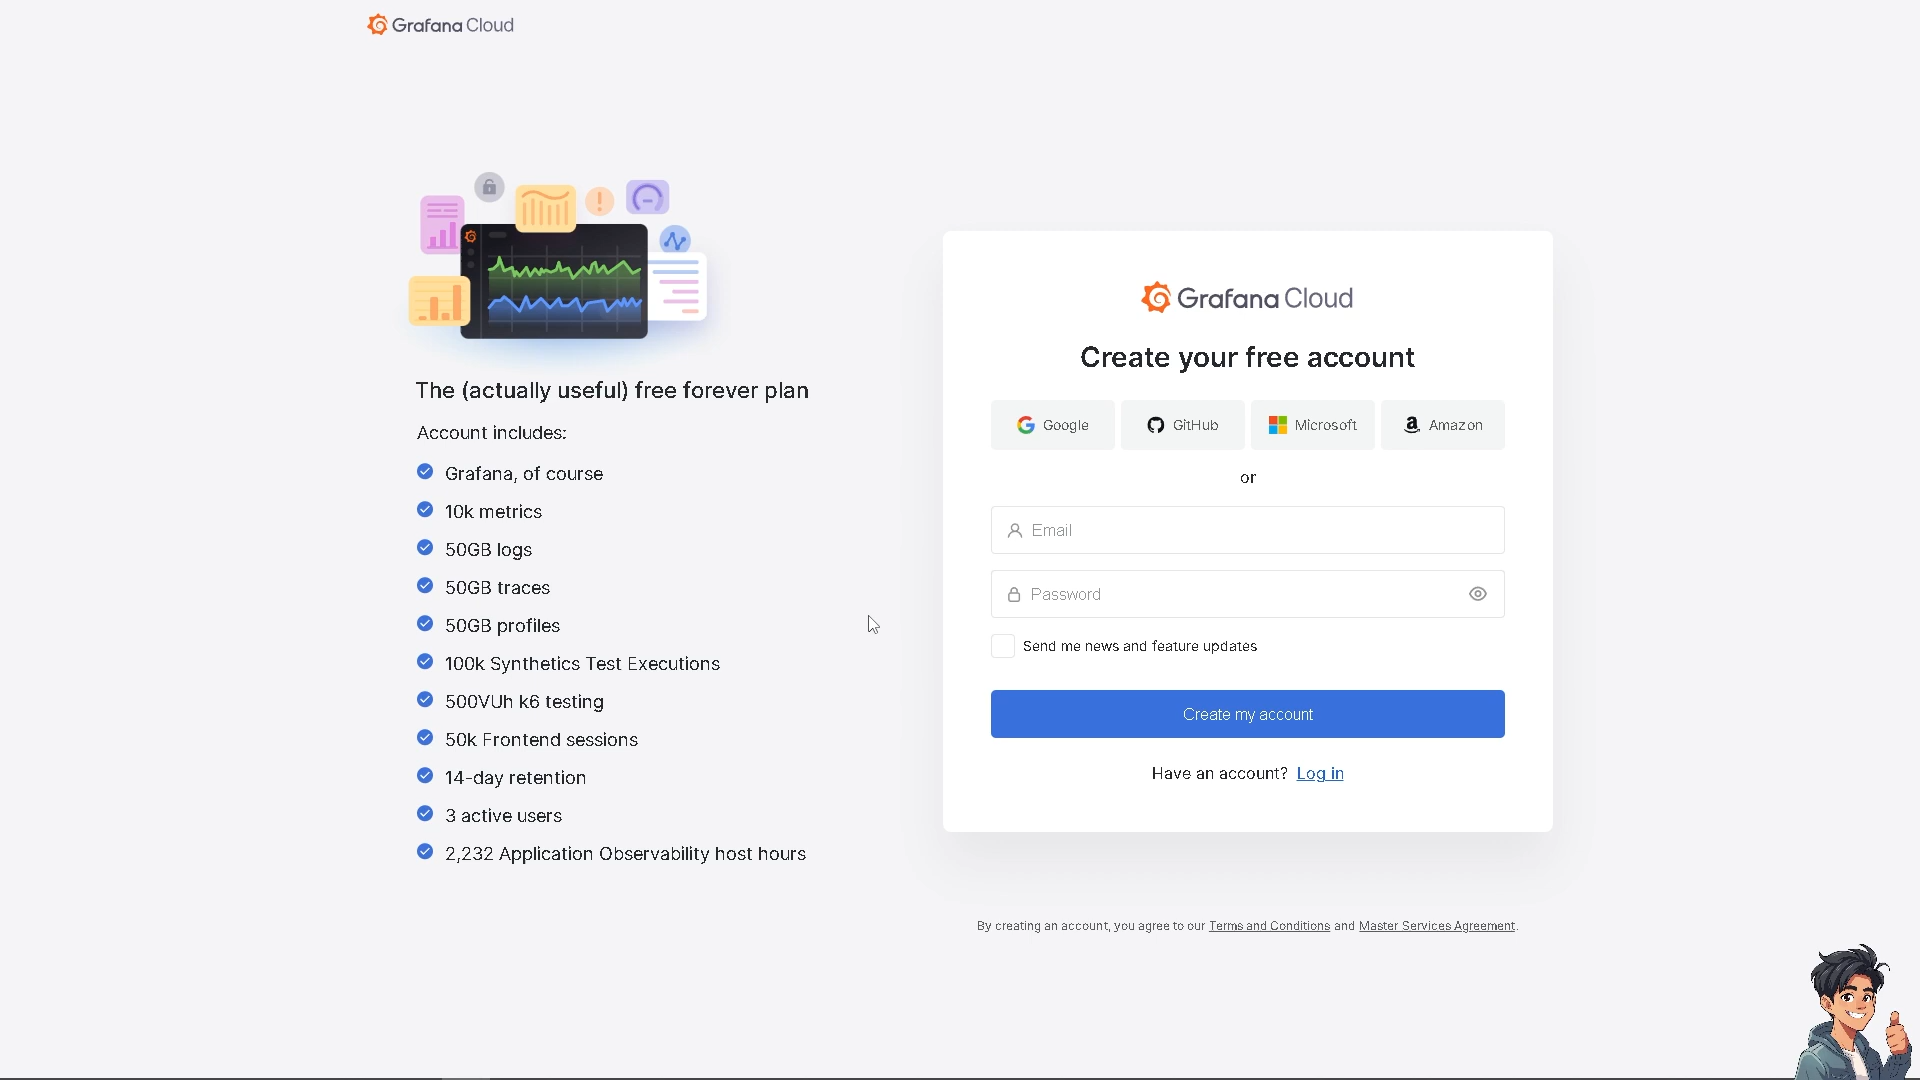 Grafana Cloud
The (actually useful) free forever plan
Account includes:
Grafana, of course
10k metrics
50GB logs
50GB traces
50GB profiles
100k Synthetics Test Executions
500VUh k6 testing
50k Frontend sessions
14-day retention
3 active users
2,232 Application Observability host hours
Grafana Cloud
Create your free account
Google GitHub Microsoft Amazon
or
Email
Password
Send me news and feature updates
Create my account
Have an account? Log in
By creating an account, you agree to our Terms and Conditions and Master Services Agreement.